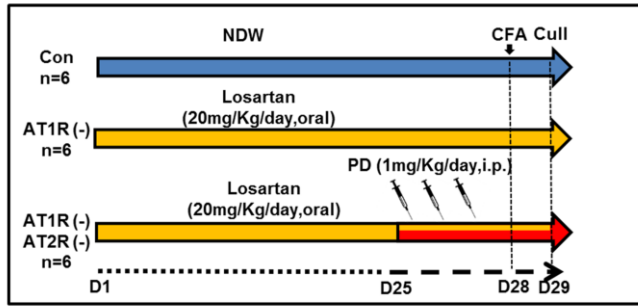 NDW
CFA Cull
Con
n=6
Losartan
(20mg/Kg/day,oral)
AT1R (-)
n=6
PD (1mg/Kg/day,i.p.)
Losartan
(20mg/Kg/day,oral)
AT1R (-)
AT2R (-)
n=6
D1 D25 D28 D29